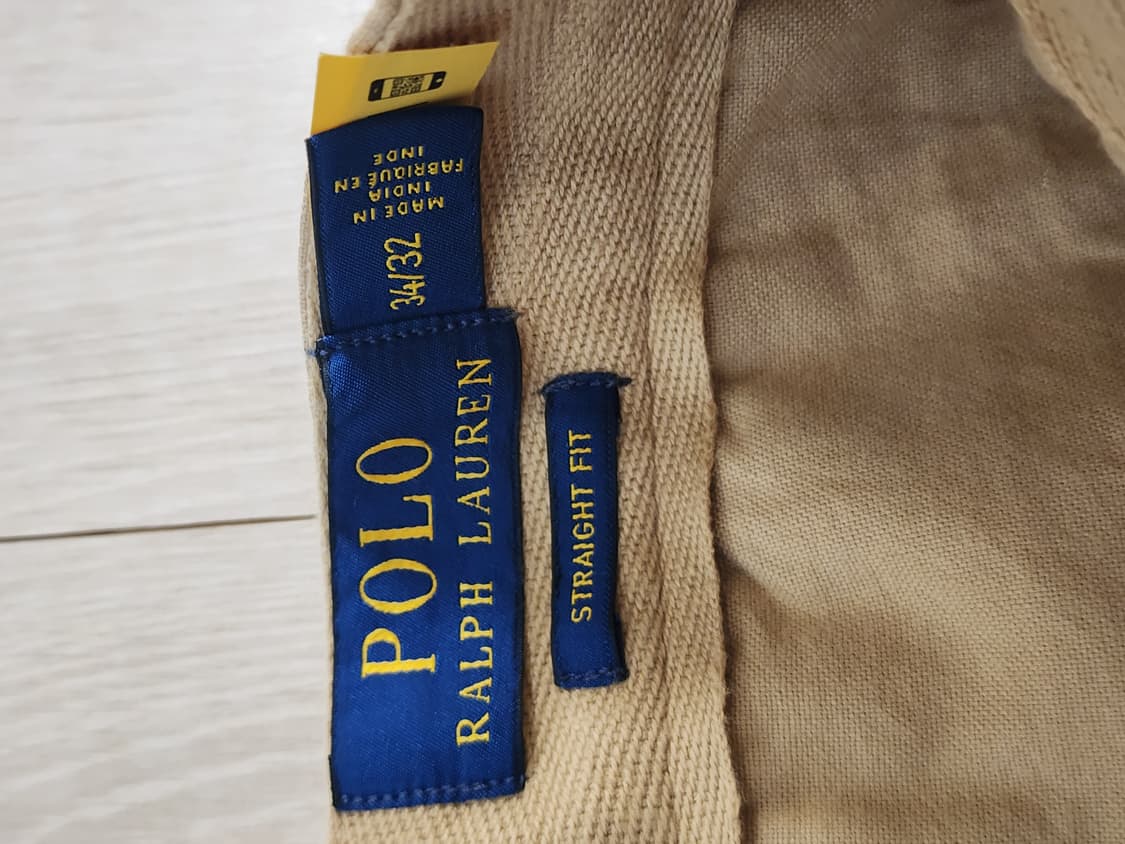 MADE IN
INDIA
FABRIQUÉ EN
INDE
34/32
POLO
RALPH LAUREN
STRAIGHT FIT